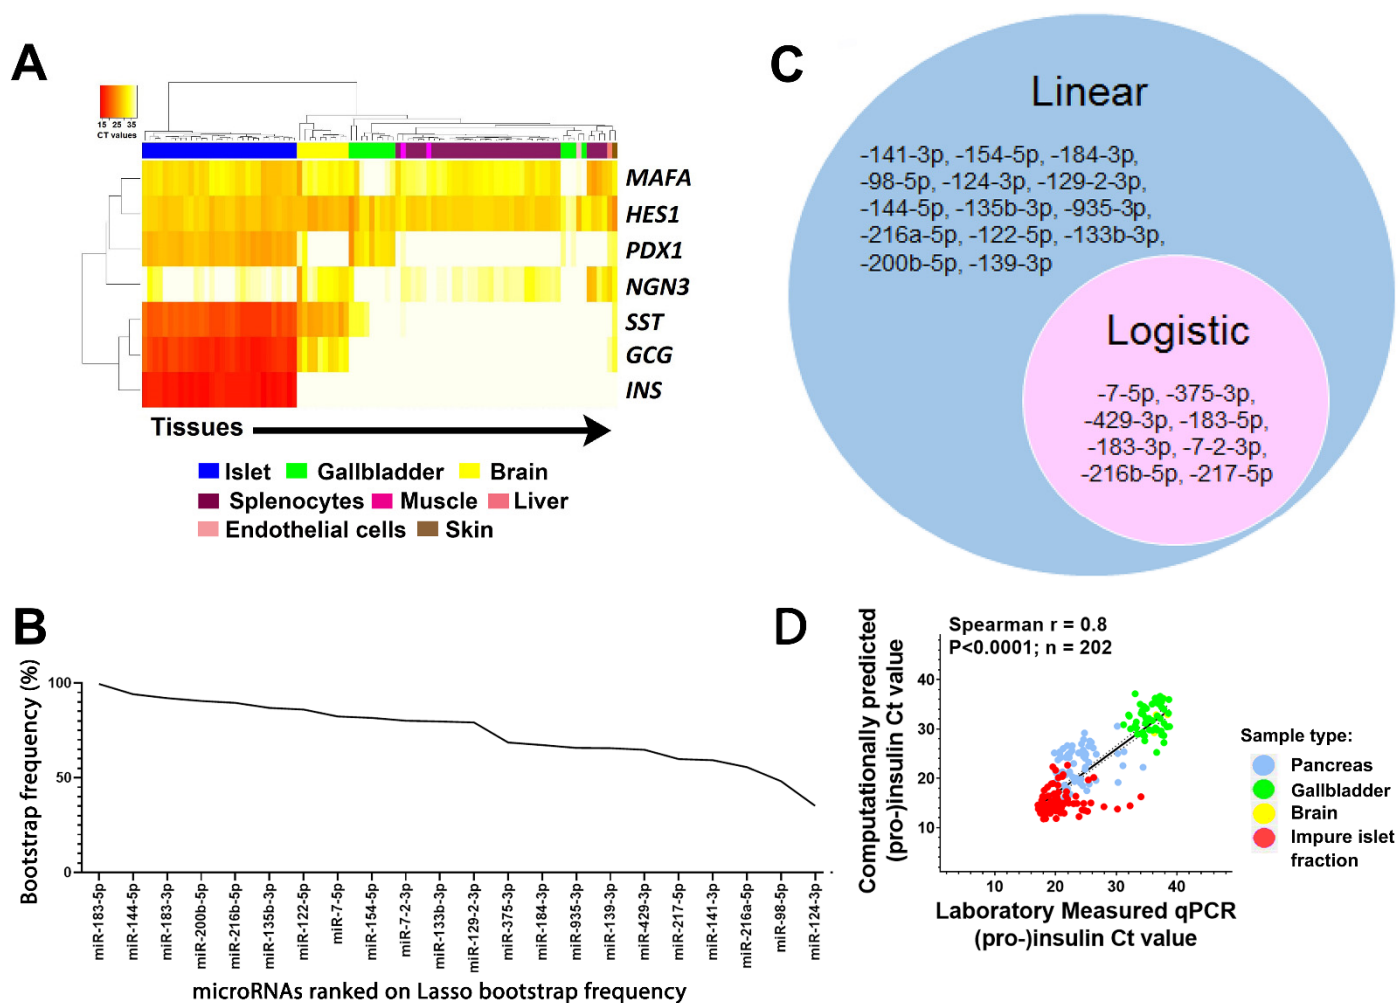 A
15 25 35
CT values
MAFA
HES1
PDX1
NGN3
SST
GCG
INS
Tissues
Islet Gallbladder Brain
Splenocytes Muscle Liver
Endothelial cells Skin
B
Bootstrap frequency (%)
100
50
0
miR-183-5p
miR-144-5p
miR-183-3p
miR-200b-5p
miR-216b-5p
miR-135b-3p
miR-122-5p
miR-7-5p
miR-154-5p
miR-7-2-3p
miR-133b-3p
miR-129-2-3p
miR-375-3p
miR-184-3p
miR-935-3p
miR-139-3p
miR-429-3p
miR-217-5p
miR-141-3p
miR-216a-5p
miR-98-5p
miR-124-3p
microRNAs ranked on Lasso bootstrap frequency
C
Linear
-141-3p, -154-5p, -184-3p,
-98-5p, -124-3p, -129-2-3p,
-144-5p, -135b-3p, -935-3p,
-216a-5p, -122-5p, -133b-3p,
-200b-5p, -139-3p
Logistic
-7-5p, -375-3p,
-429-3p, -183-5p,
-183-3p, -7-2-3p,
-216b-5p, -217-5p
D
Spearman r = 0.8
P<0.0001; n = 202
Computationally predicted
(pro-)insulin Ct value
40
30
20
10
10 20 30 40
Laboratory Measured qPCR
(pro-)insulin Ct value
Sample type:
Pancreas
Gallbladder
Brain
Impure islet
fraction